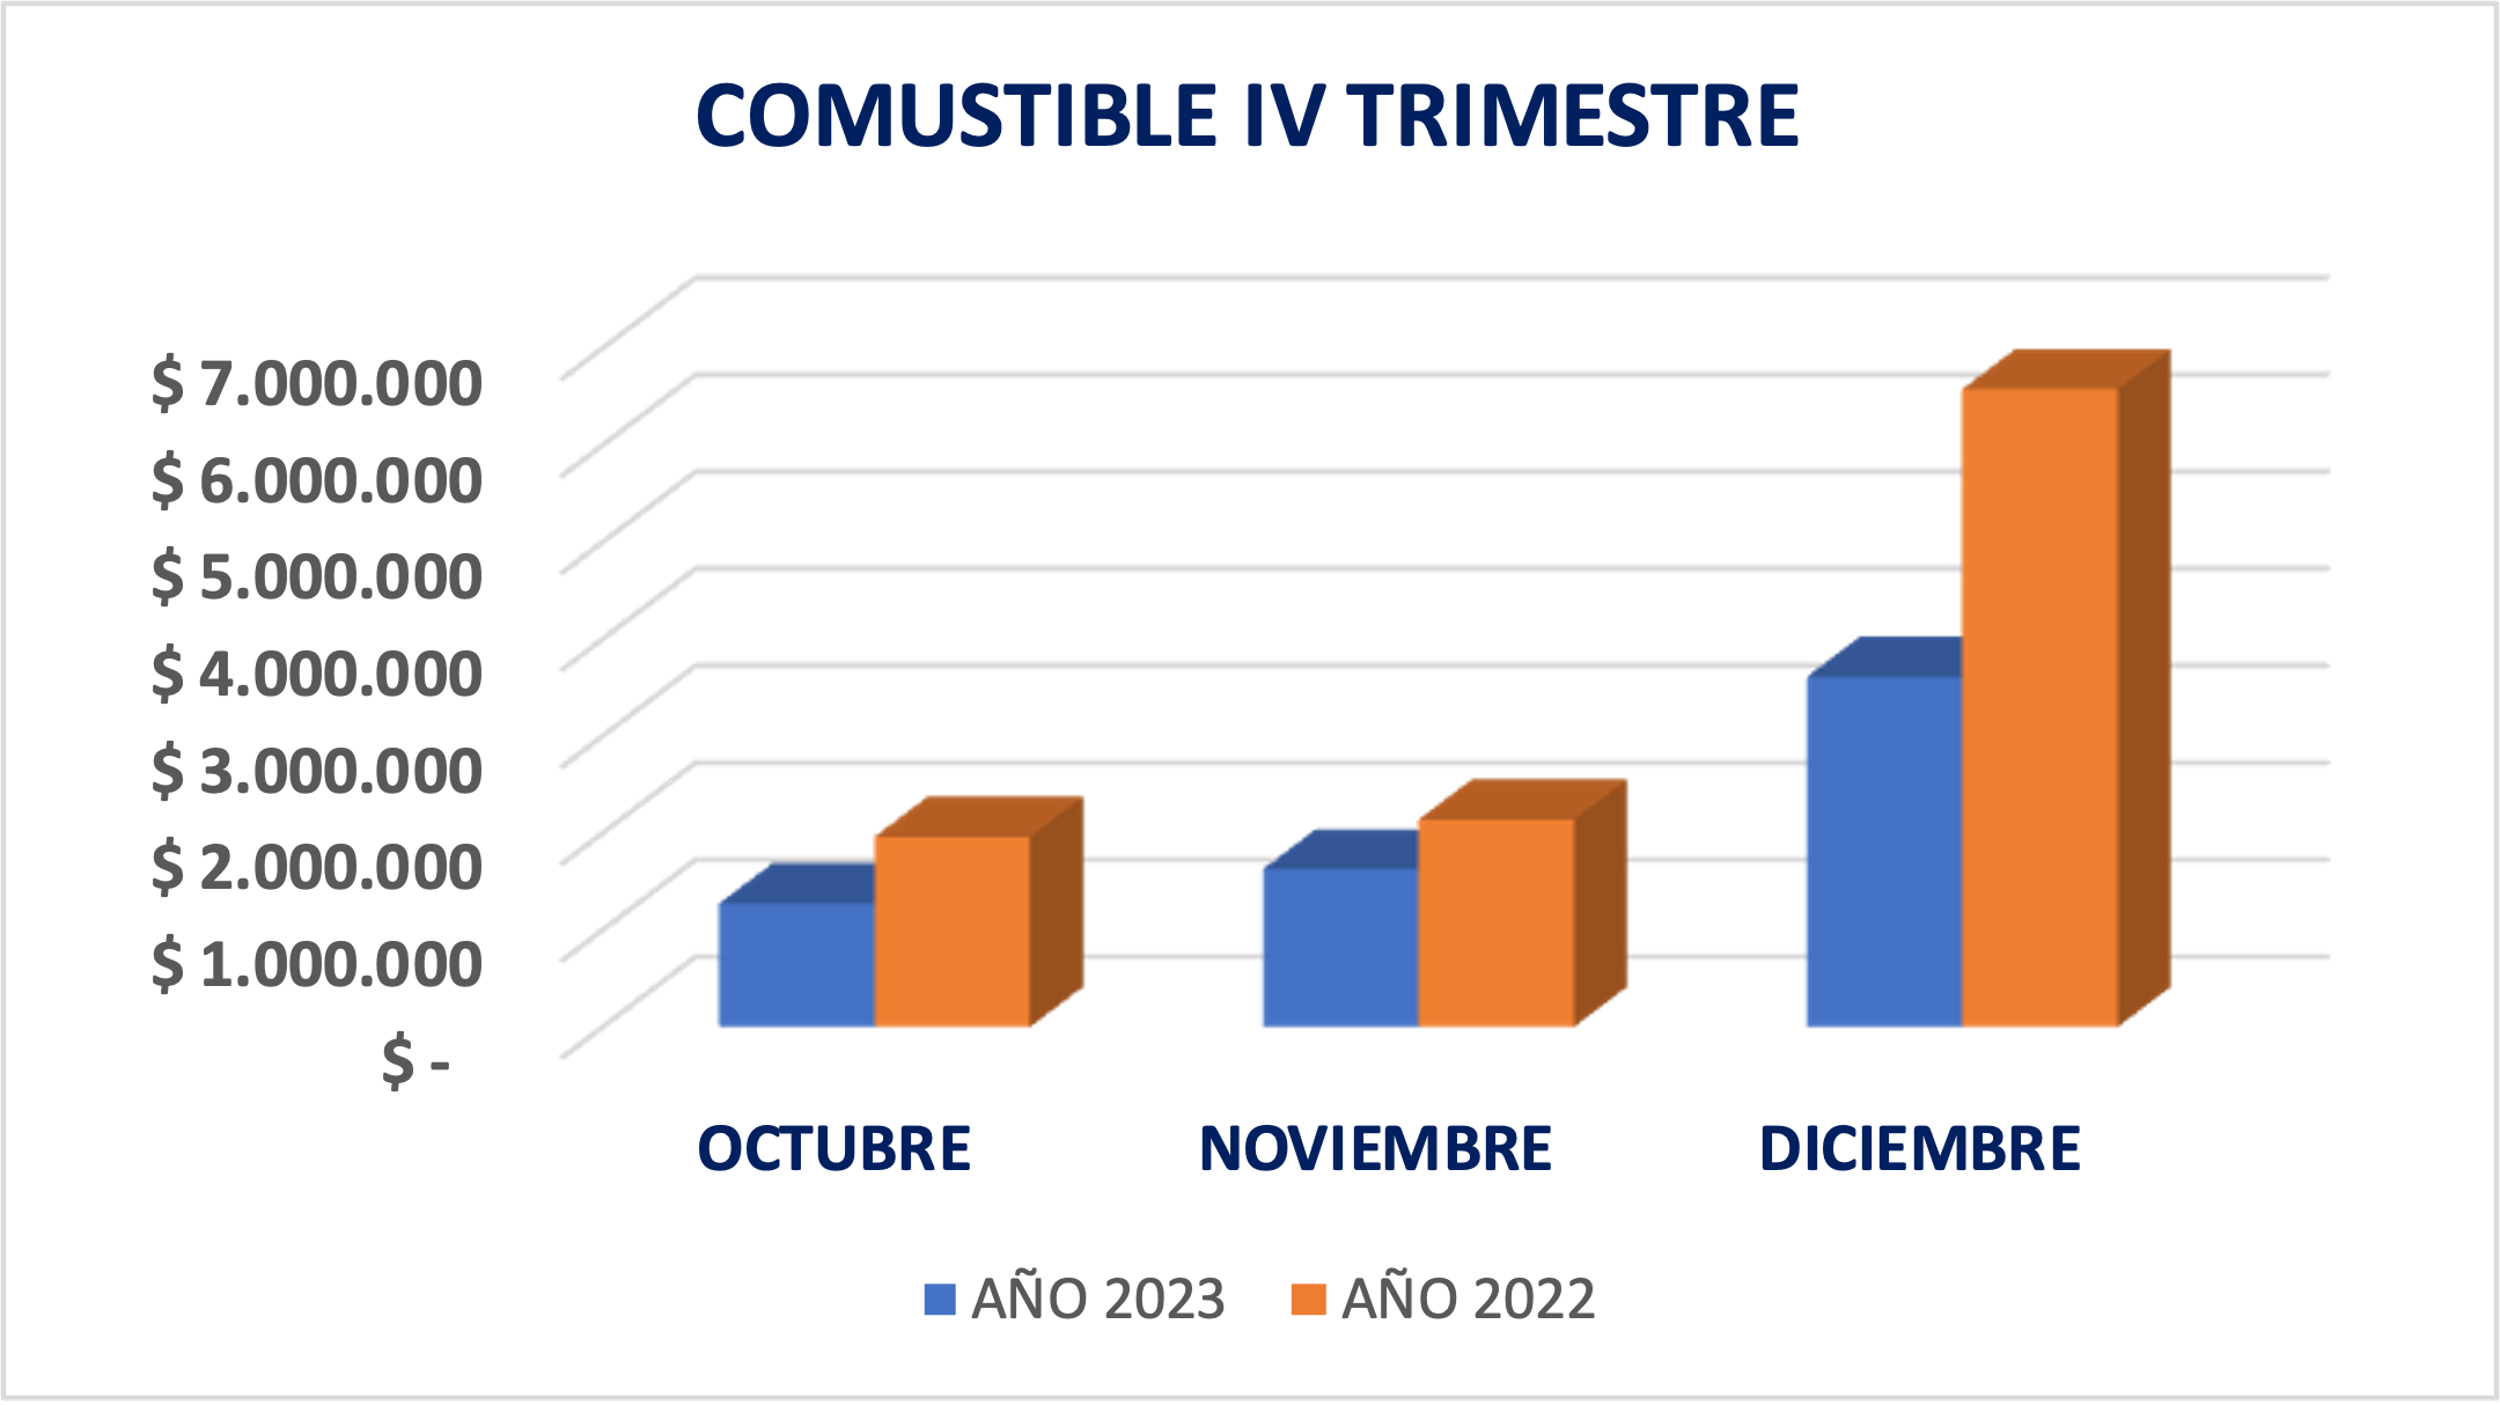 COMUSTIBLE IV TRIMESTRE
$ 7.000.000
$ 6.000.000
$ 5.000.000
$ 4.000.000
$ 3.000.000
$ 2.000.000
$ 1.000.000
$ -
OCTUBRE NOVIEMBRE DICIEMBRE
AÑO 2023 AÑO 2022